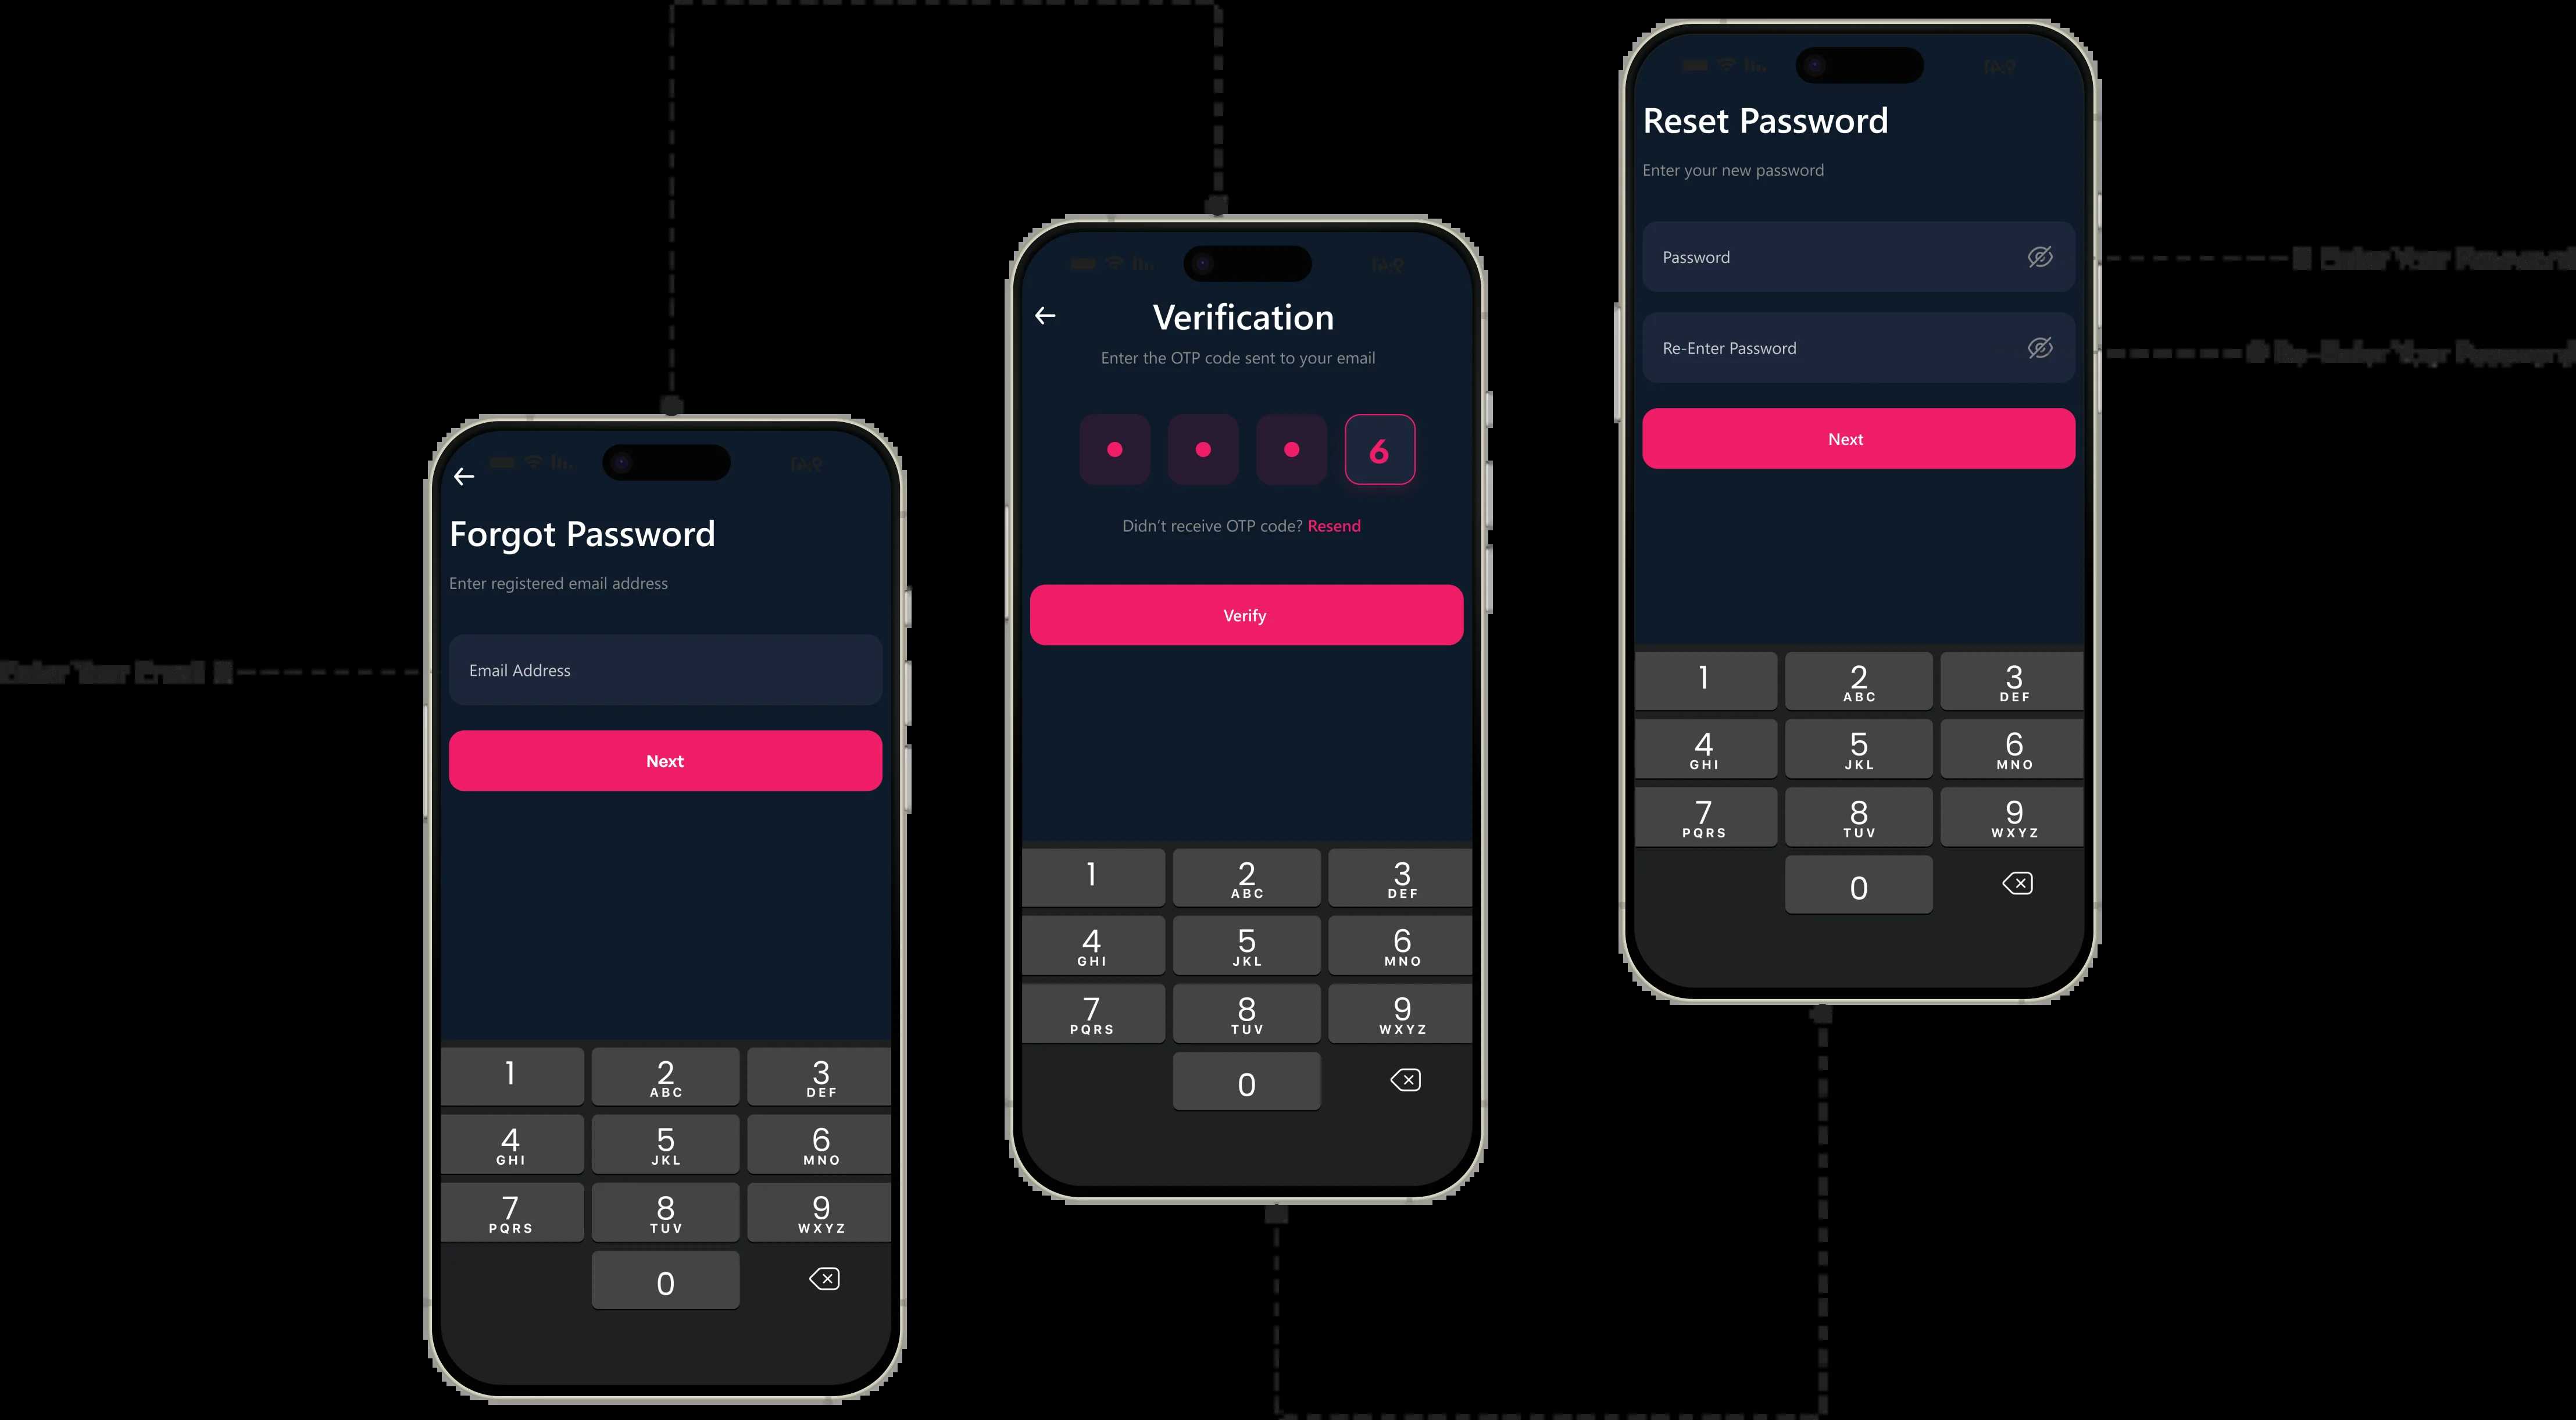 Forgot Password
Enter registered email address
Email Address
Next
1
2
ABC
3
DEF
4
GHI
5
JKL
6
MNO
7
PQRS
8
TUV
9
WXYZ
0
Enter Your Email
Verification
Enter the OTP code sent to your email
6
Didn't receive OTP code? Resend
Verify
1
2
ABC
3
DEF
4
GHI
5
JKL
6
MNO
7
PQRS
8
TUV
9
WXYZ
0
Reset Password
Enter your new password
Password
Re-Enter Password
Next
1
2
ABC
3
DEF
4
GHI
5
JKL
6
MNO
7
PQRS
8
TUV
9
WXYZ
0
Enter Your Password